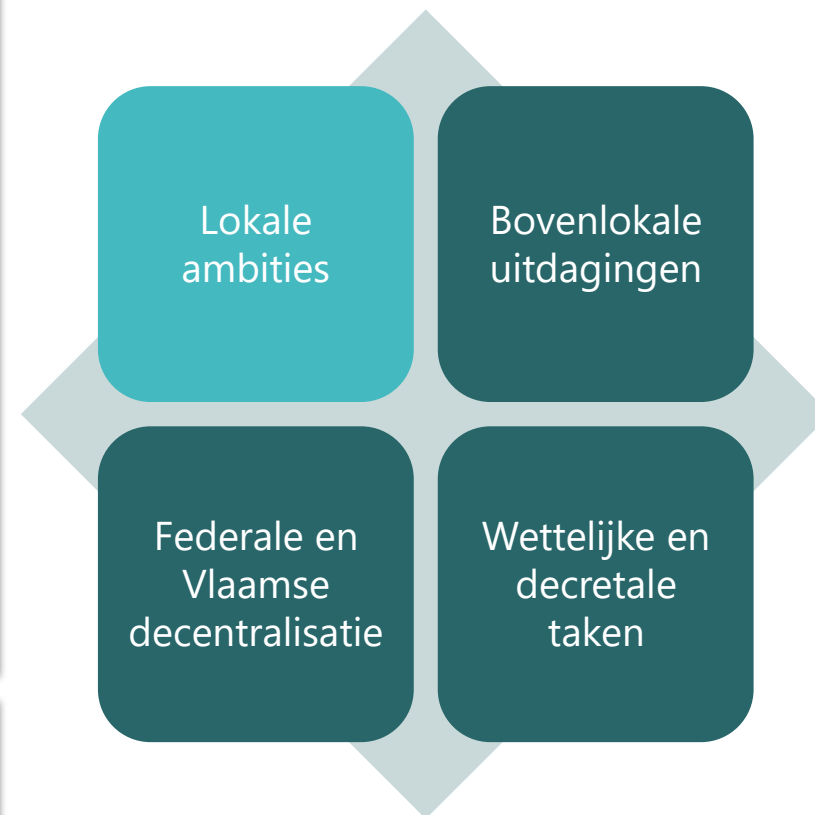 Lokale
ambities
Bovenlokale
uitdagingen
Federale en
Vlaamse
decentralisatie
Wettelijke en
decretale
taken